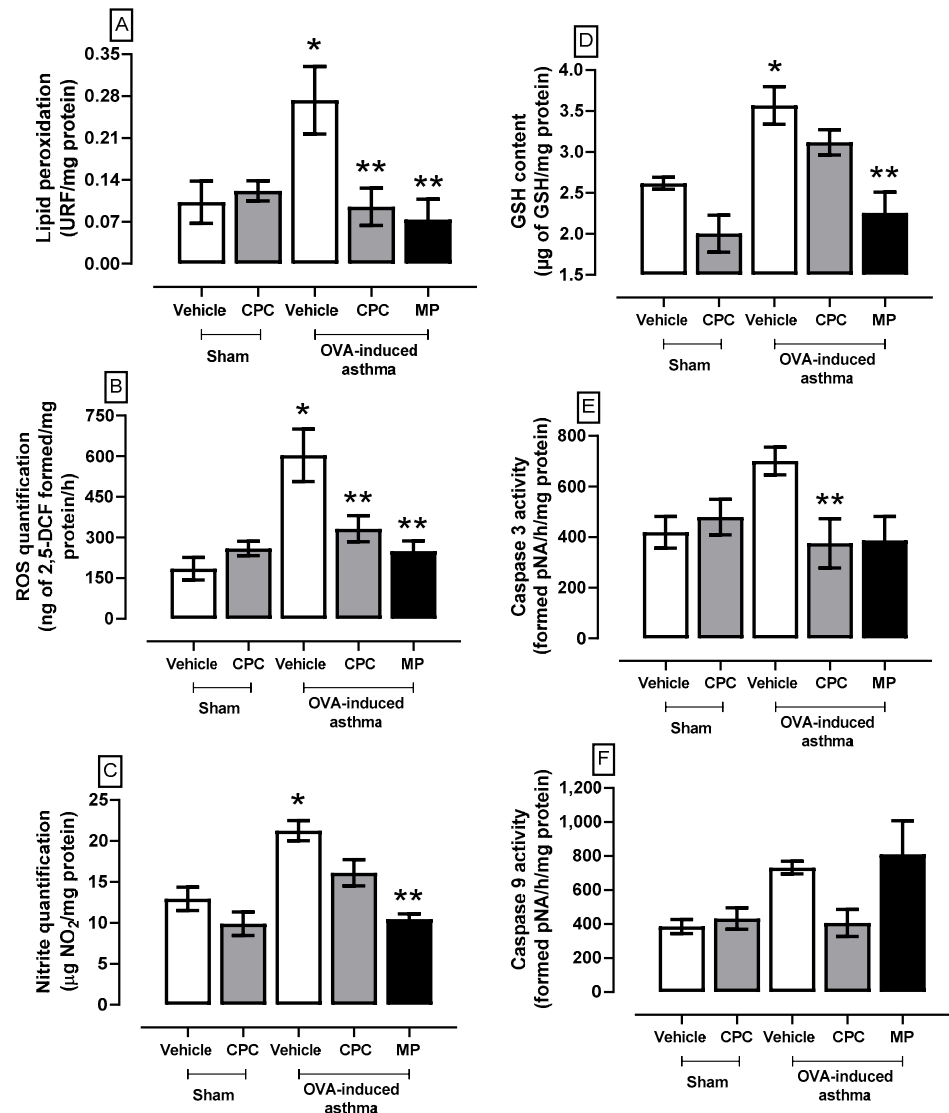 A
Lipid peroxidation
(URF/mg protein)
0.35
0.28
0.21
0.14
0.07
0.00
*
**
**
Vehicle CPC Vehicle CPC MP
Sham
OVA-induced
asthma
B
ROS quantification
(ng of 2,5-DCF formed/mg
protein/h)
750
600
450
300
150
0
*
**
**
Vehicle CPC Vehicle CPC MP
Sham
OVA-induced
asthma
C
Nitrite quantification
(µg NO₂/mg protein)
25
20
15
10
5
0
*
**
Vehicle CPC Vehicle CPC MP
Sham
OVA-induced
asthma
D
GSH content
(µg of GSH/mg protein)
4.0
3.5
3.0
2.5
2.0
1.5
*
**
Vehicle CPC Vehicle CPC MP
Sham
OVA-induced
asthma
E
Caspase 3 activity
(formed pNA/h/mg protein)
800
600
400
200
0
**
Vehicle CPC Vehicle CPC MP
Sham
OVA-induced
asthma
F
Caspase 9 activity
(formed pNA/h/mg protein)
1,200
1,000
800
600
400
200
0
Vehicle CPC Vehicle CPC MP
Sham
OVA-induced
asthma